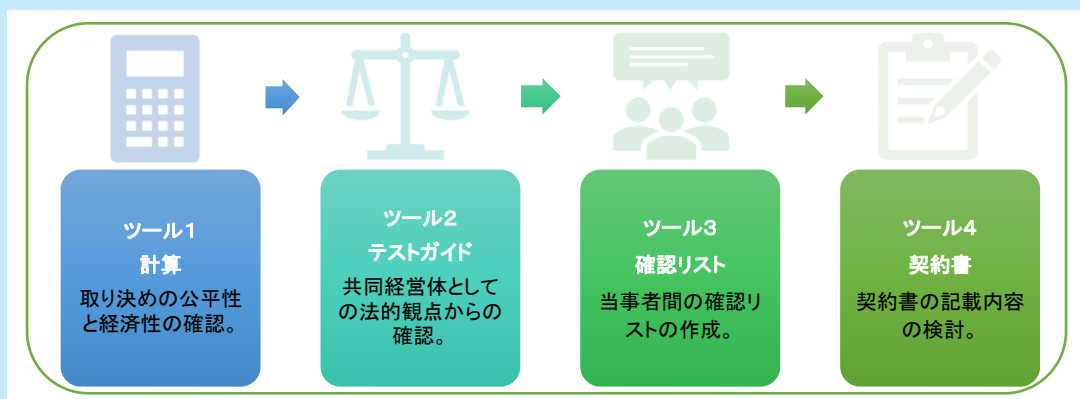 ツール1
計算
取り決めの公平性
と経済性の確認。
ツール2
テストガイド
共同経営体として
の法的観点からの
確認。
ツール3
確認リスト
当事者間の確認リ
ストの作成。
ツール4
契約書
契約書の記載内容
の検討。